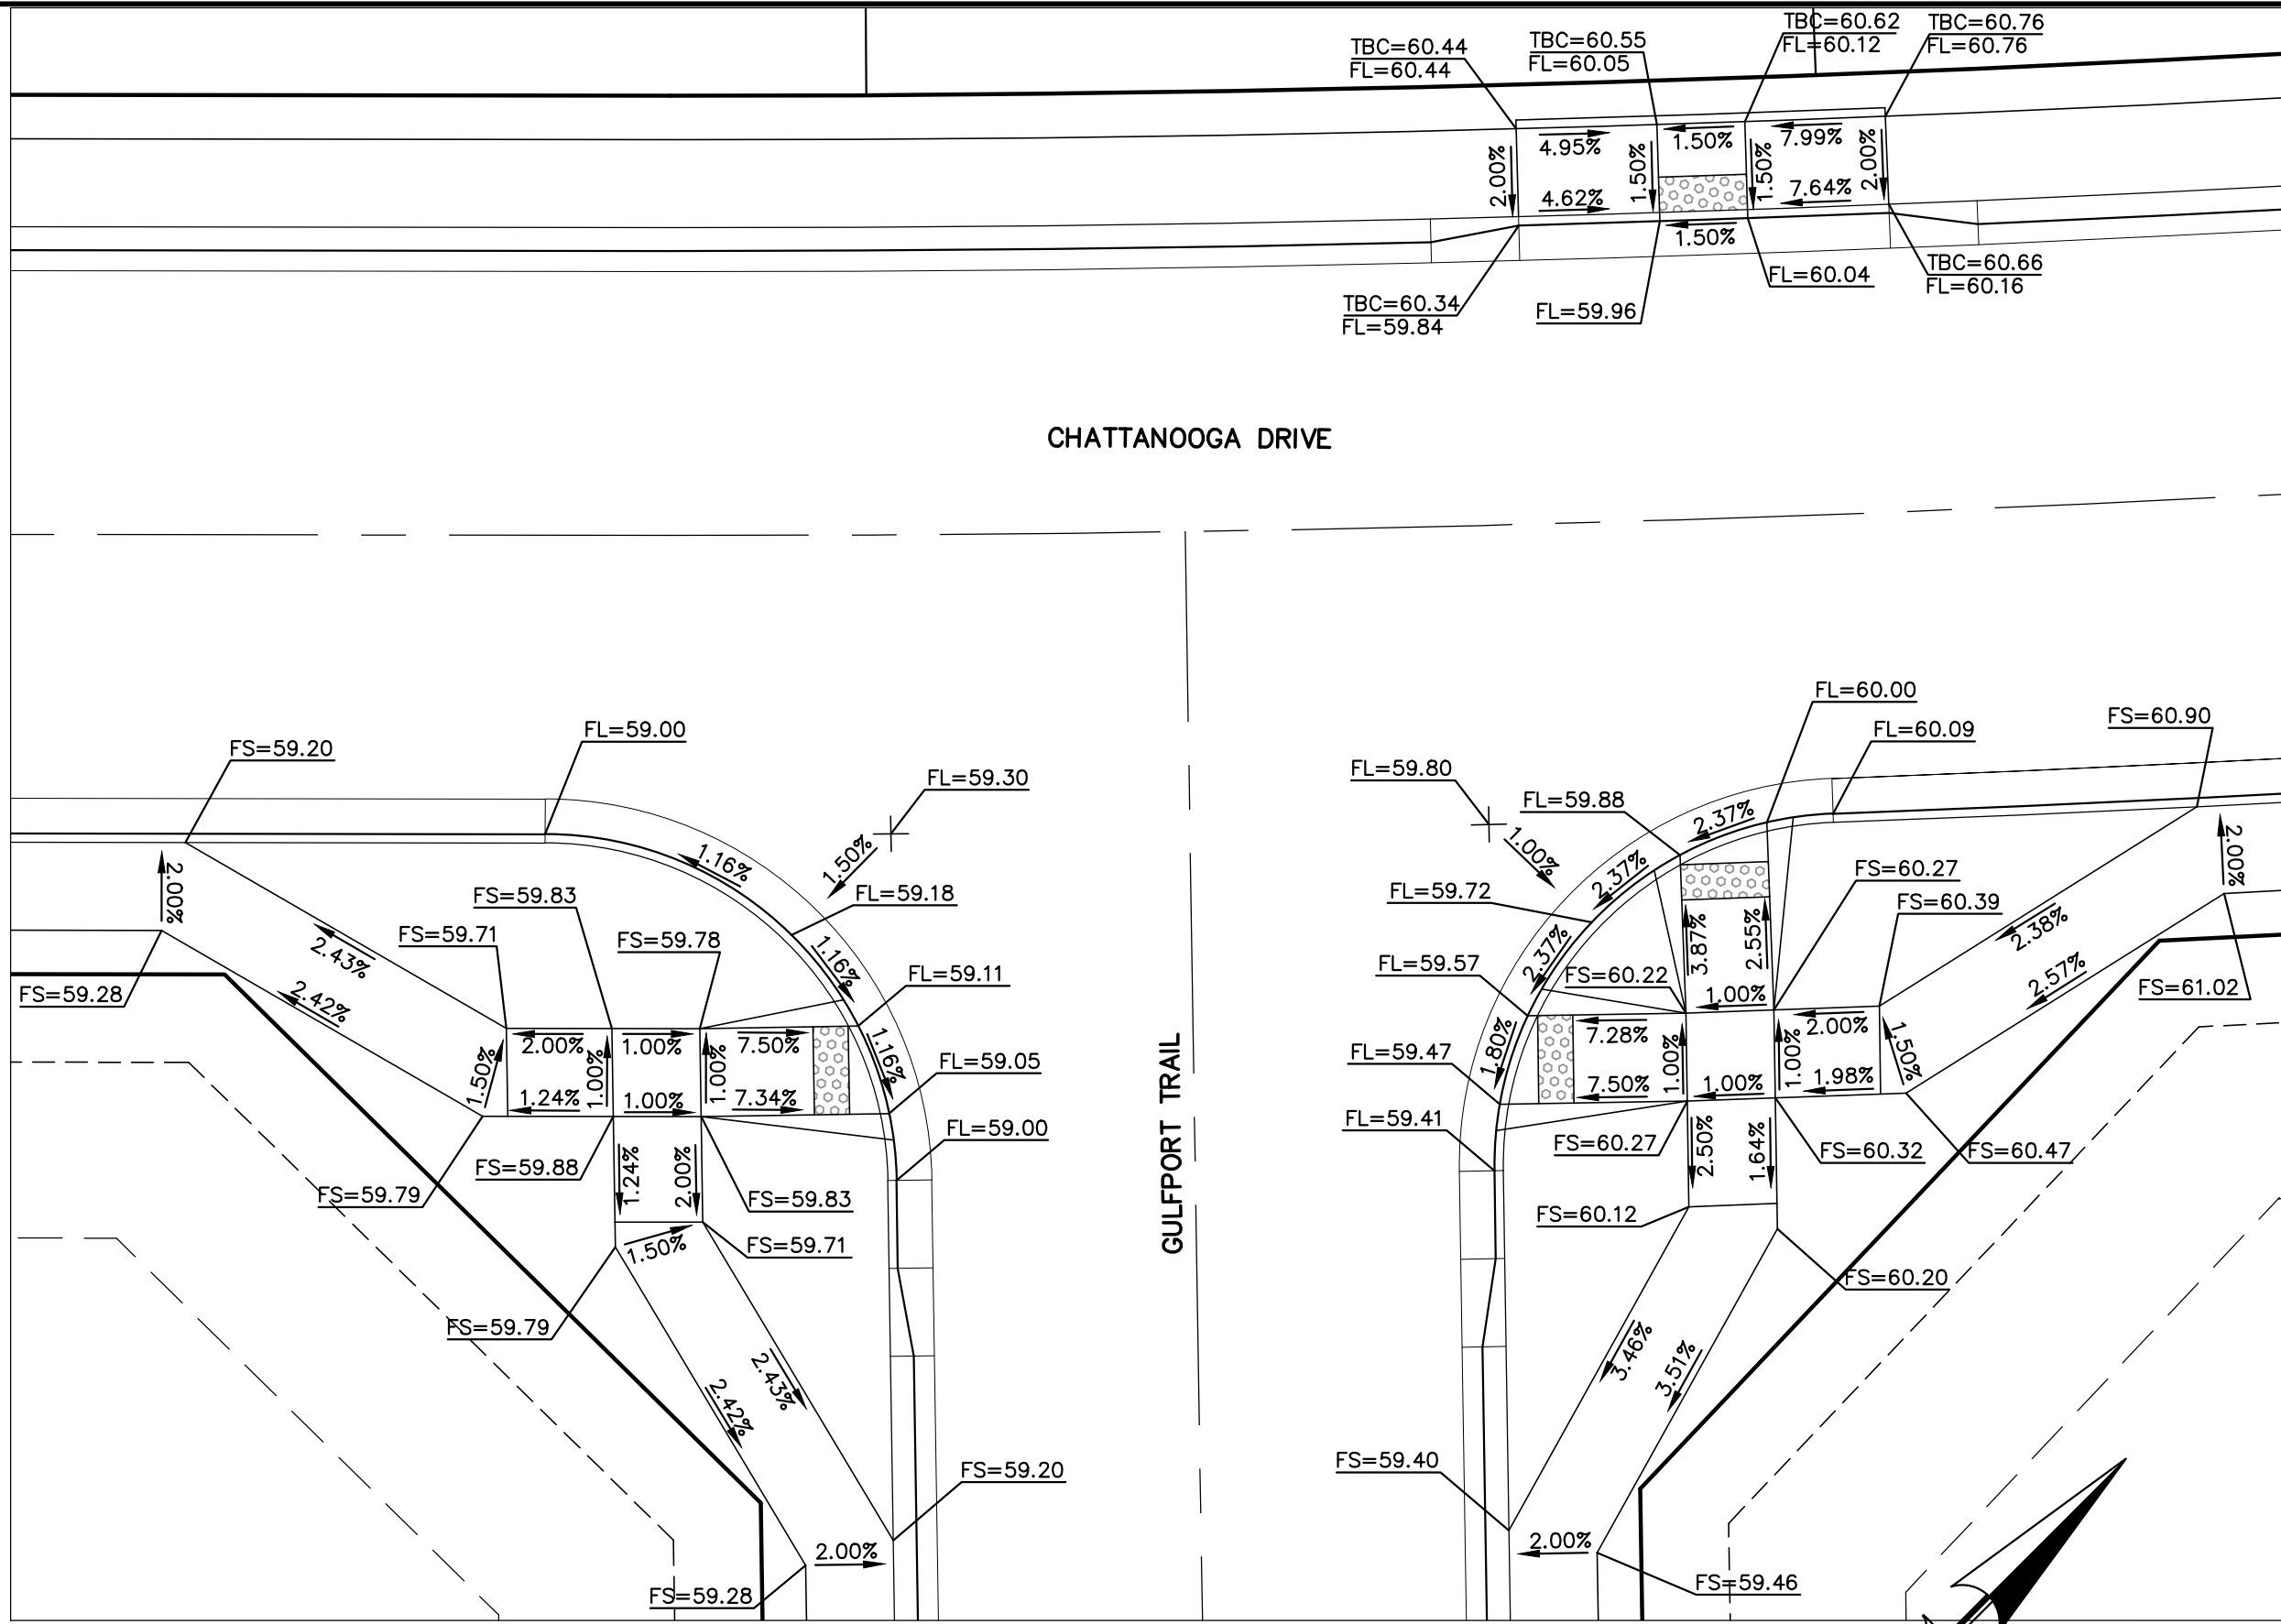 TBC=60.44
FL=60.44
TBC=60.55
FL=60.05
TBC=60.62
FL=60.12
TBC=60.76
FL=60.76
4.95%
1.50%
7.99%
2.00%
1.50%
1.50%
2.00%
4.62%
7.64%
1.50%
TBC=60.34
FL=59.84
FL=59.96
FL=60.04
TBC=60.66
FL=60.16
CHATTANOOGA DRIVE
GULFPORT TRAIL
FS=59.20
FL=59.00
FL=59.30
1.16%
1.50%
2.00%
FS=59.83
FL=59.18
FS=59.71
FS=59.78
2.43%
1.16%
FS=59.28
2.42%
FL=59.11
2.00%
1.00%
7.50%
1.16%
1.50%
1.00%
1.00%
FL=59.05
1.24%
1.00%
7.34%
FL=59.00
FS=59.88
1.24%
2.00%
FS=59.79
FS=59.83
1.50%
FS=59.71
FS=59.79
2.42%
2.43%
FS=59.20
2.00%
FS=59.28
FL=60.00
FS=60.90
FL=60.09
FL=59.80
FL=59.88
2.37%
1.00%
2.37%
FS=60.27
2.00%
FL=59.72
FS=60.39
2.37%
3.87%
2.55%
2.38%
FL=59.57
FS=60.22
2.57%
FS=61.02
1.00%
1.80%
7.28%
2.00%
1.50%
FL=59.47
1.00%
1.00%
7.50%
1.00%
1.98%
FL=59.41
FS=60.27
2.50%
1.64%
FS=60.32
FS=60.47
FS=60.12
FS=60.20
3.46%
3.51%
FS=59.40
2.00%
FS=59.46